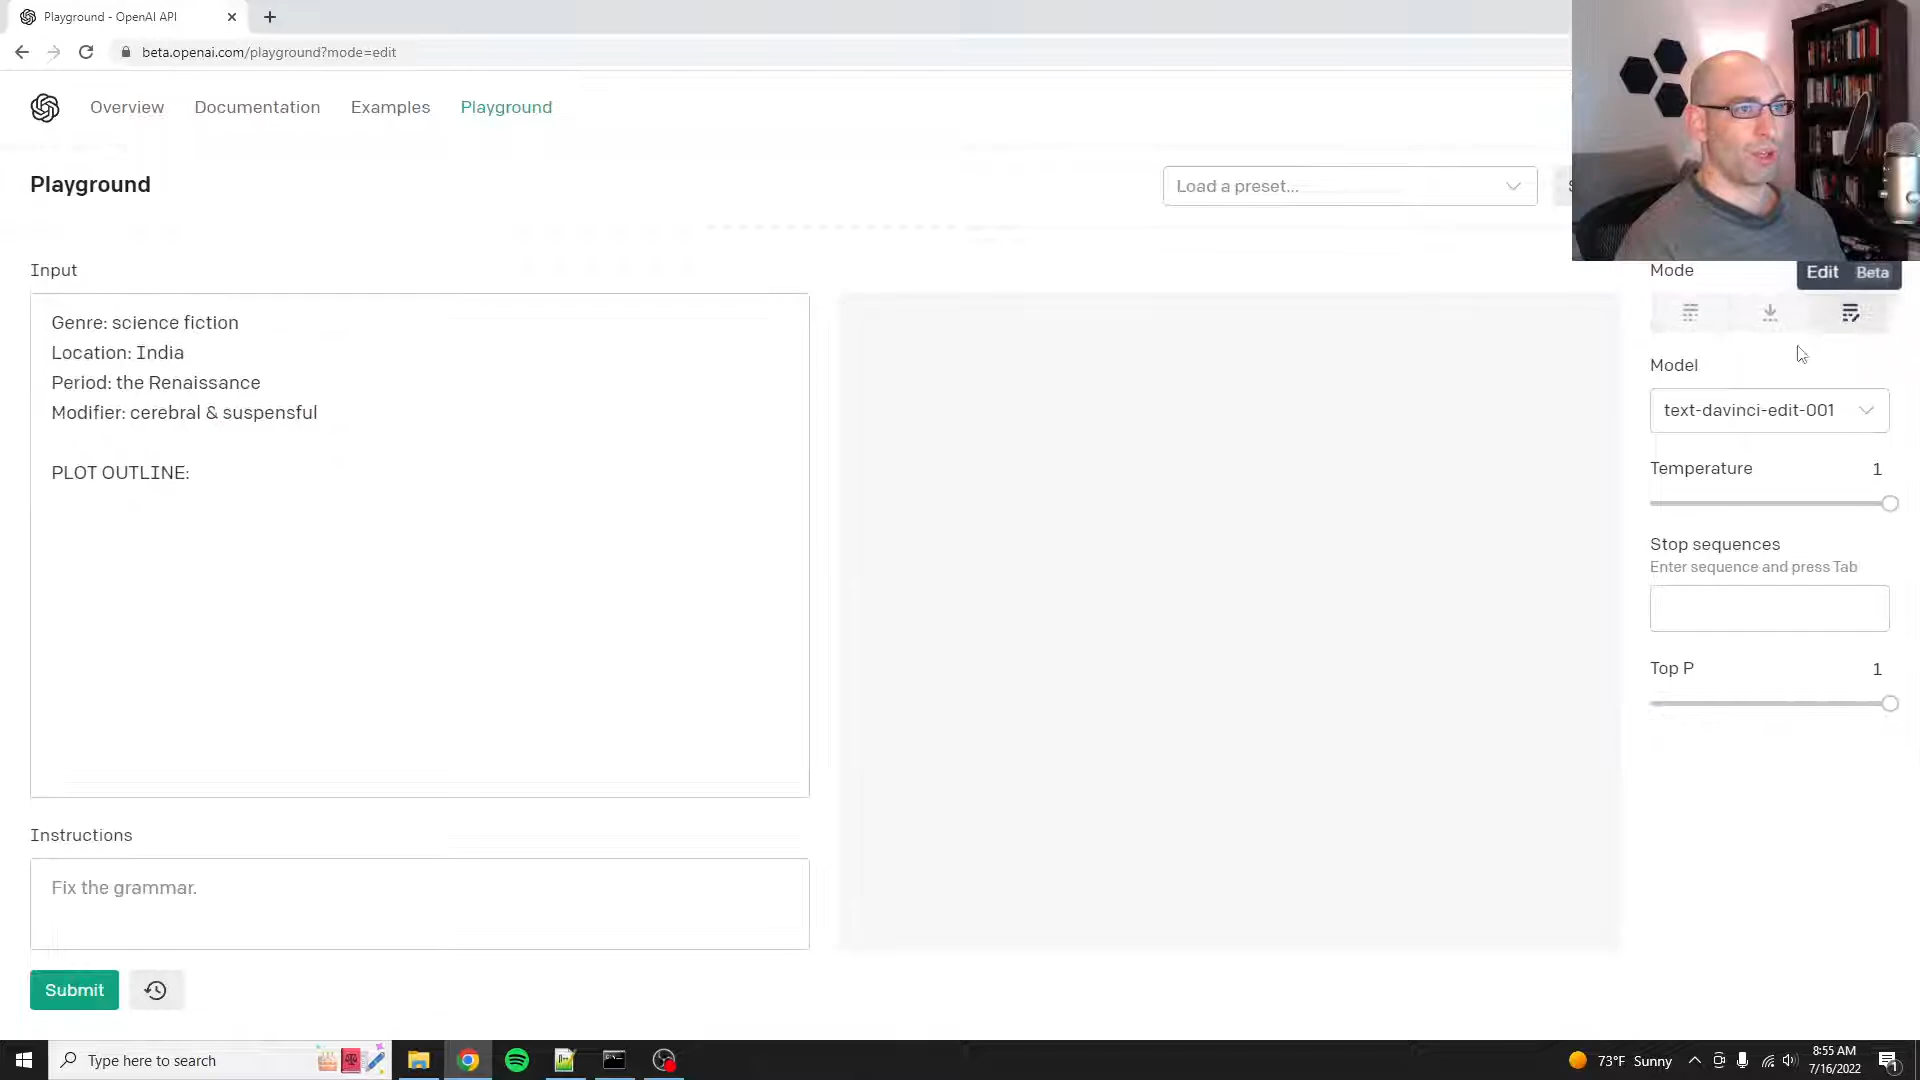 Playground - OpenAI API
beta.openai.com/playground?mode=edit
Overview
Documentation
Examples
Playground
Playground
Load a preset...
Input
Genre: science fiction
Location: India
Period: the Renaissance
Modifier: cerebral & suspensful
PLOT OUTLINE:
Instructions
Fix the grammar.
Submit
Mode
Edit Beta
Model
text-davinci-edit-001
Temperature 1
Stop sequences
Enter sequence and press Tab
Top P 1
Type here to search
73°F Sunny
8:55 AM
7/16/2022
1